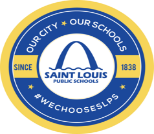 OUR CITY ★ OUR SCHOOLS
SINCE 1838
SAINT LOUIS
PUBLIC SCHOOLS
#WECHOOSESLPS